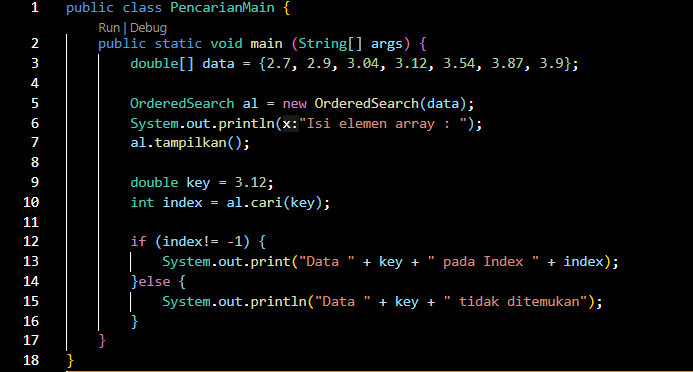 1 public class PencarianMain {
Run | Debug
2 public static void main (String[] args) {
3 double[] data = {2.7, 2.9, 3.04, 3.12, 3.54, 3.87, 3.9};
4
5 OrderedSearch al = new OrderedSearch(data);
6 System.out.println(x:"Isi elemen array : ");
7 al.tampilkan();
8
9 double key = 3.12;
10 int index = al.cari(key);
11
12 if (index!= -1) {
13 System.out.print("Data " + key + " pada Index " + index);
14 }else {
15 System.out.println("Data " + key + " tidak ditemukan");
16 }
17 }
18 }